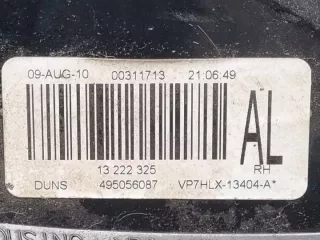 09-AUG-10 00311713 21:06:49
AL
13 222 325
RH
DUNS 495056087 VP7HLX-13404-A*